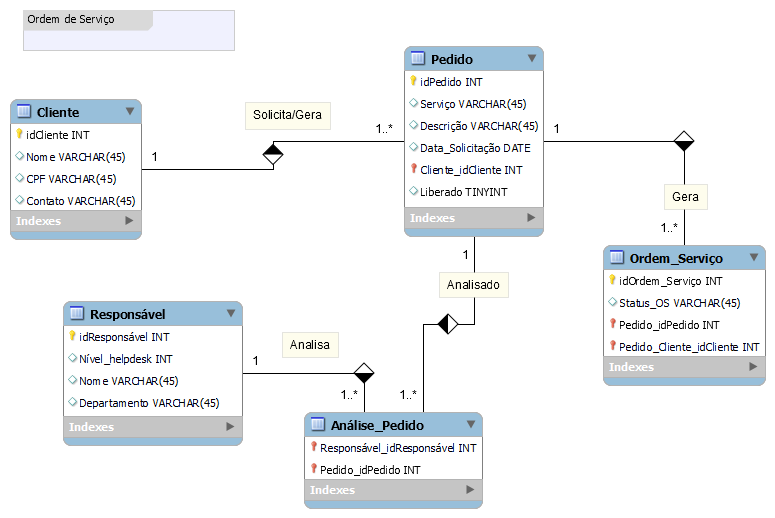 Ordem de Serviço
Cliente
idCliente INT
Nome VARCHAR(45)
CPF VARCHAR(45)
Contato VARCHAR(45)
Indexes
1
Solicita/Gera
1..*
Pedido
idPedido INT
Serviço VARCHAR(45)
Descrição VARCHAR(45)
Data_Solicitação DATE
Cliente_idCliente INT
Liberado TINYINT
Indexes
1
Gera
1..*
Ordem_Serviço
idOrdem_Serviço INT
Status_OS VARCHAR(45)
Pedido_idPedido INT
Pedido_Cliente_idCliente INT
Indexes
1
Analisado
1..*
Responsável
idResponsável INT
Nível_helpdesk INT
Nome VARCHAR(45)
Departamento VARCHAR(45)
Indexes
1
Analisa
1..*
Análise_Pedido
Responsável_idResponsável INT
Pedido_idPedido INT
Indexes